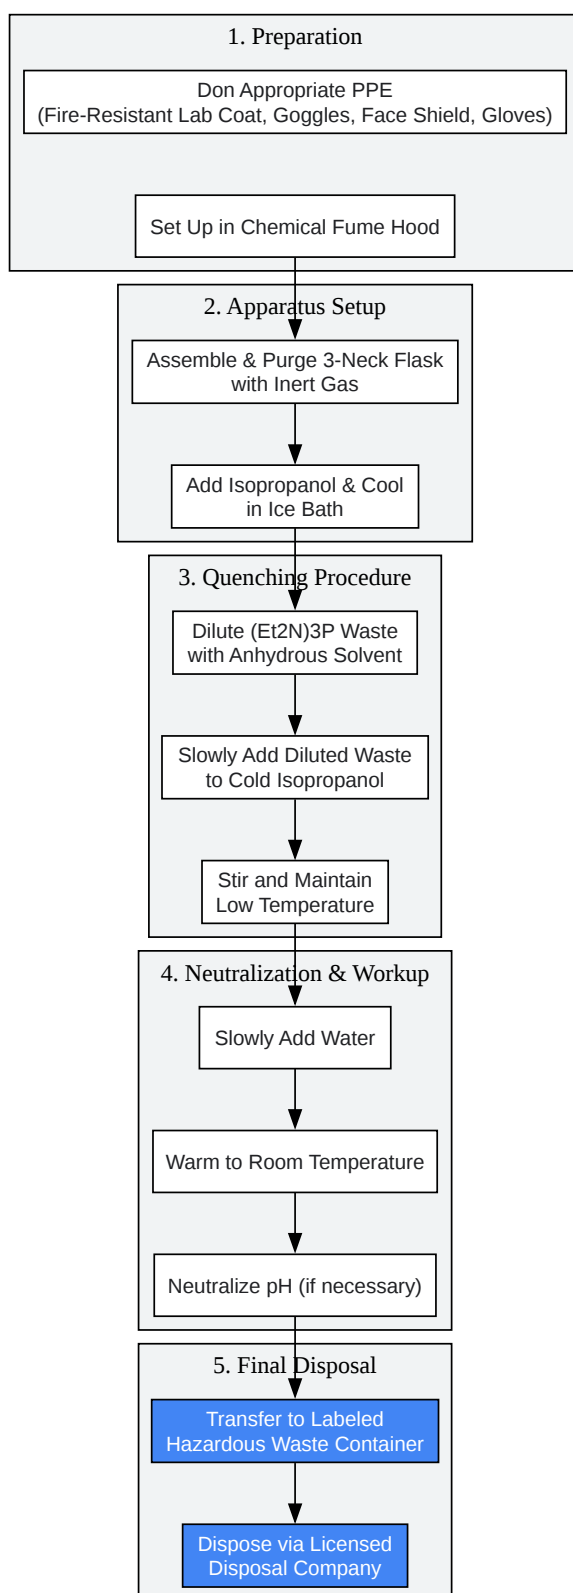 1. Preparation
Don Appropriate PPE
(Fire-Resistant Lab Coat, Goggles, Face Shield, Gloves)
Set Up in Chemical Fume Hood
2. Apparatus Setup
Assemble & Purge 3-Neck Flask
with Inert Gas
Add Isopropanol & Cool
in Ice Bath
3. Quenching Procedure
Dilute (Et2N)3P Waste
with Anhydrous Solvent
Slowly Add Diluted Waste
to Cold Isopropanol
Stir and Maintain
Low Temperature
4. Neutralization & Workup
Slowly Add Water
Warm to Room Temperature
Neutralize pH (if necessary)
5. Final Disposal
Transfer to Labeled
Hazardous Waste Container
Dispose via Licensed
Disposal Company